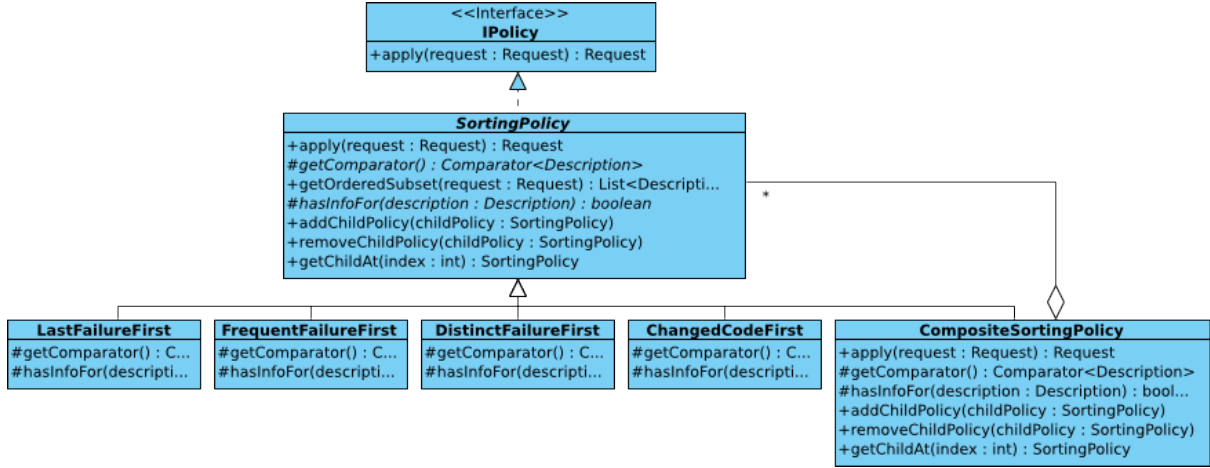 <<Interface>>
IPolicy
+apply(request : Request) : Request
SortingPolicy
+apply(request : Request) : Request
#getComparator() : Comparator<Description>
+getOrderedSubset(request : Request) : List<Descripti...
#hasInfoFor(description : Description) : boolean
+addChildPolicy(childPolicy : SortingPolicy)
+removeChildPolicy(childPolicy : SortingPolicy)
+getChildAt(index : int) : SortingPolicy
*
LastFailureFirst
#getComparator() : C...
#hasInfoFor(descripti...
FrequentFailureFirst
#getComparator() : C...
#hasInfoFor(descripti...
DistinctFailureFirst
#getComparator() : C...
#hasInfoFor(descripti...
ChangedCodeFirst
#getComparator() : C...
#hasInfoFor(descripti...
CompositeSortingPolicy
+apply(request : Request) : Request
#getComparator() : Comparator<Description>
#hasInfoFor(description : Description) : bool...
+addChildPolicy(childPolicy : SortingPolicy)
+removeChildPolicy(childPolicy : SortingPolicy)
+getChildAt(index : int) : SortingPolicy